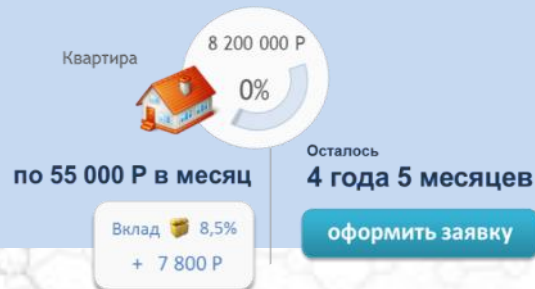 8 200 000 Р
Квартира
0%
по 55 000 Р в месяц
Осталось
4 года 5 месяцев
Вклад 8,5%
+ 7 800 Р
оформить заявку